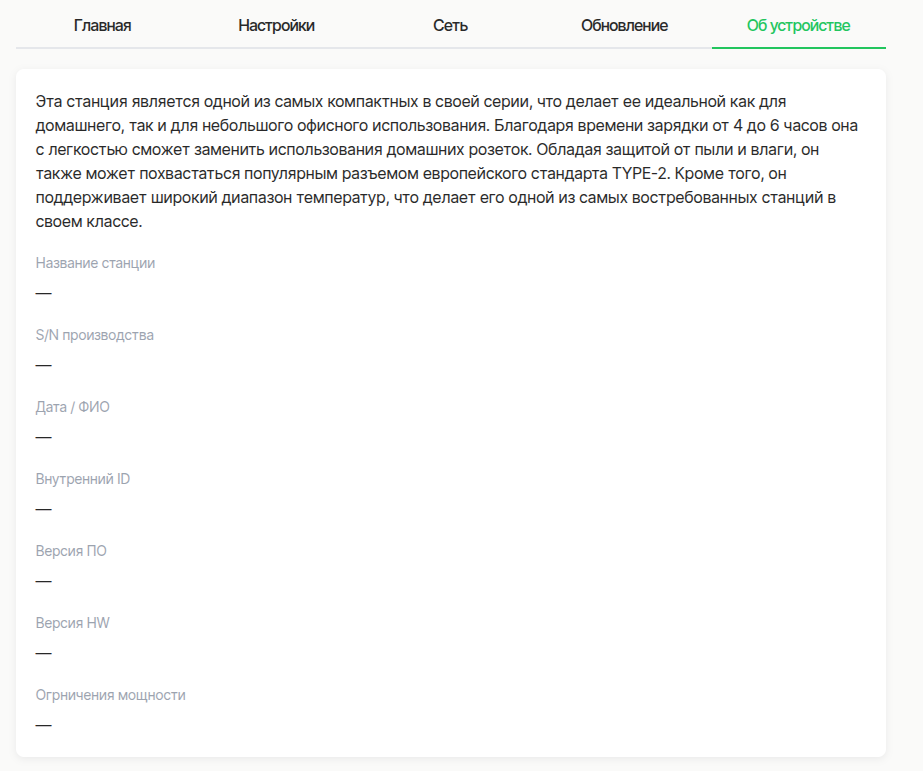 Главная Настройки Сеть Обновление Об устройстве
Эта станция является одной из самых компактных в своей серии, что делает ее идеальной как для
домашнего, так и для небольшого офисного использования. Благодаря времени зарядки от 4 до 6 часов она
с легкостью сможет заменить использования домашних розеток. Обладая защитой от пыли и влаги, он
также может похвастаться популярным разъемом европейского стандарта TYPE-2. Кроме того, он
поддерживает широкий диапазон температур, что делает его одной из самых востребованных станций в
своем классе.
Название станции
—
S/N производства
—
Дата / ФИО
—
Внутренний ID
—
Версия ПО
—
Версия HW
—
Огрничения мощности
—